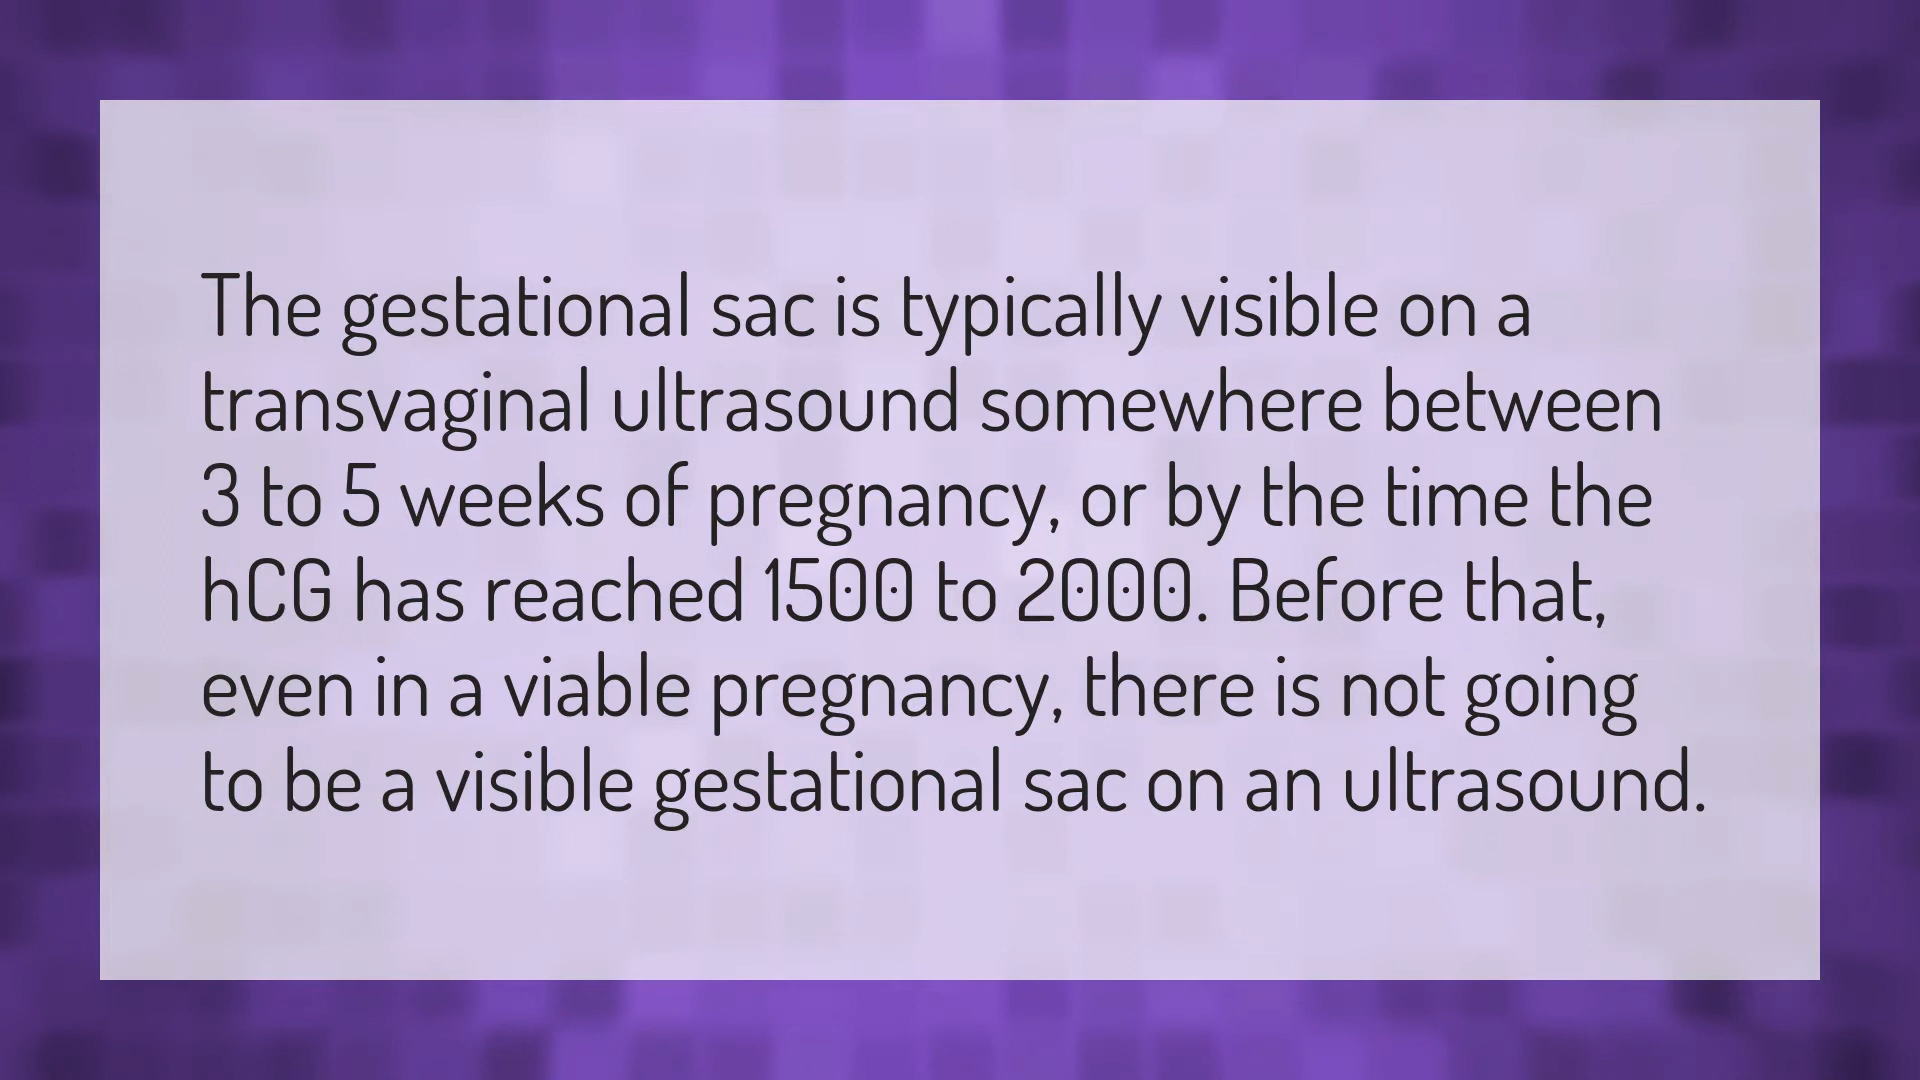 The gestational sac is typically visible on a
transvaginal ultrasound somewhere between
3 to 5 weeks of pregnancy, or by the time the
hCG has reached 1500 to 2000. Before that,
even in a viable pregnancy, there is not going
to be a visible gestational sac on an ultrasound.